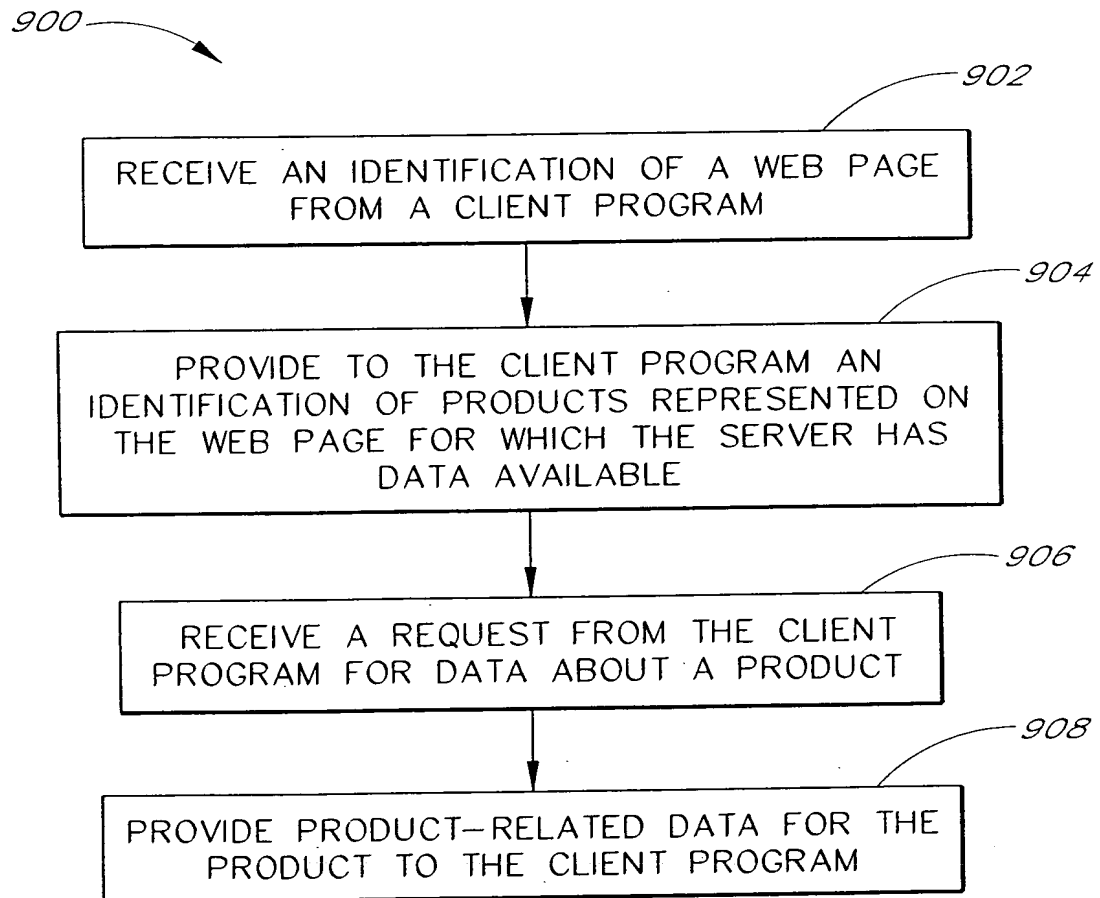 900
902
RECEIVE AN IDENTIFICATION OF A WEB PAGE
FROM A CLIENT PROGRAM
904
PROVIDE TO THE CLIENT PROGRAM AN
IDENTIFICATION OF PRODUCTS REPRESENTED ON
THE WEB PAGE FOR WHICH THE SERVER HAS
DATA AVAILABLE
906
RECEIVE A REQUEST FROM THE CLIENT
PROGRAM FOR DATA ABOUT A PRODUCT
908
PROVIDE PRODUCT-RELATED DATA FOR THE
PRODUCT TO THE CLIENT PROGRAM